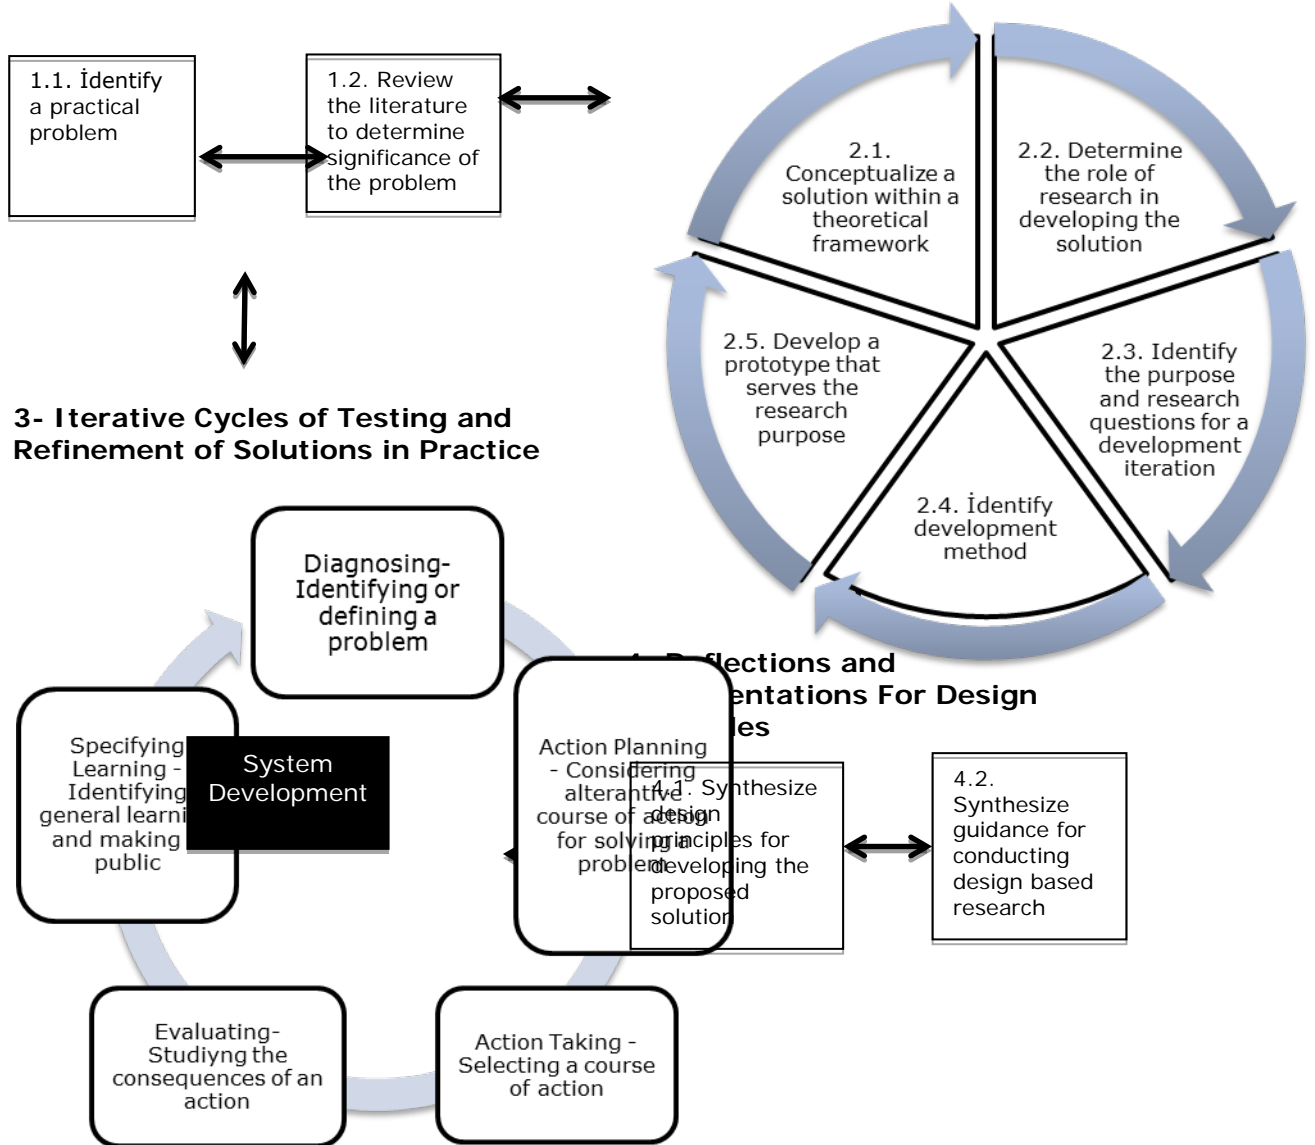 1.1. İdentify
a practical
problem
1.2. Review
the literature
to determine
significance of
the problem
2.1.
Conceptualize a
solution within a
theoretical
framework
2.2. Determine
the role of
research in
developing the
solution
2.3. Identify
the purpose
and research
questions for a
development
iteration
2.4. İdentify
development
method
2.5. Develop a
prototype that
serves the
research
purpose
3- Iterative Cycles of Testing and
Refinement of Solutions in Practice
Diagnosing-
Identifying or
defining a
problem
Action Planning
- Considering
alterantive
course of action
for solving a
problem
Action Taking -
Selecting a course
of action
Evaluating-
Studiyng the
consequences of an
action
Specifying
Learning -
Identifying
general
and making
public
System
Development
and
For Design
4.1. Synthesize
design
principles for
developing the
proposed
solution
4.2.
Synthesize
guidance for
conducting
design based
research